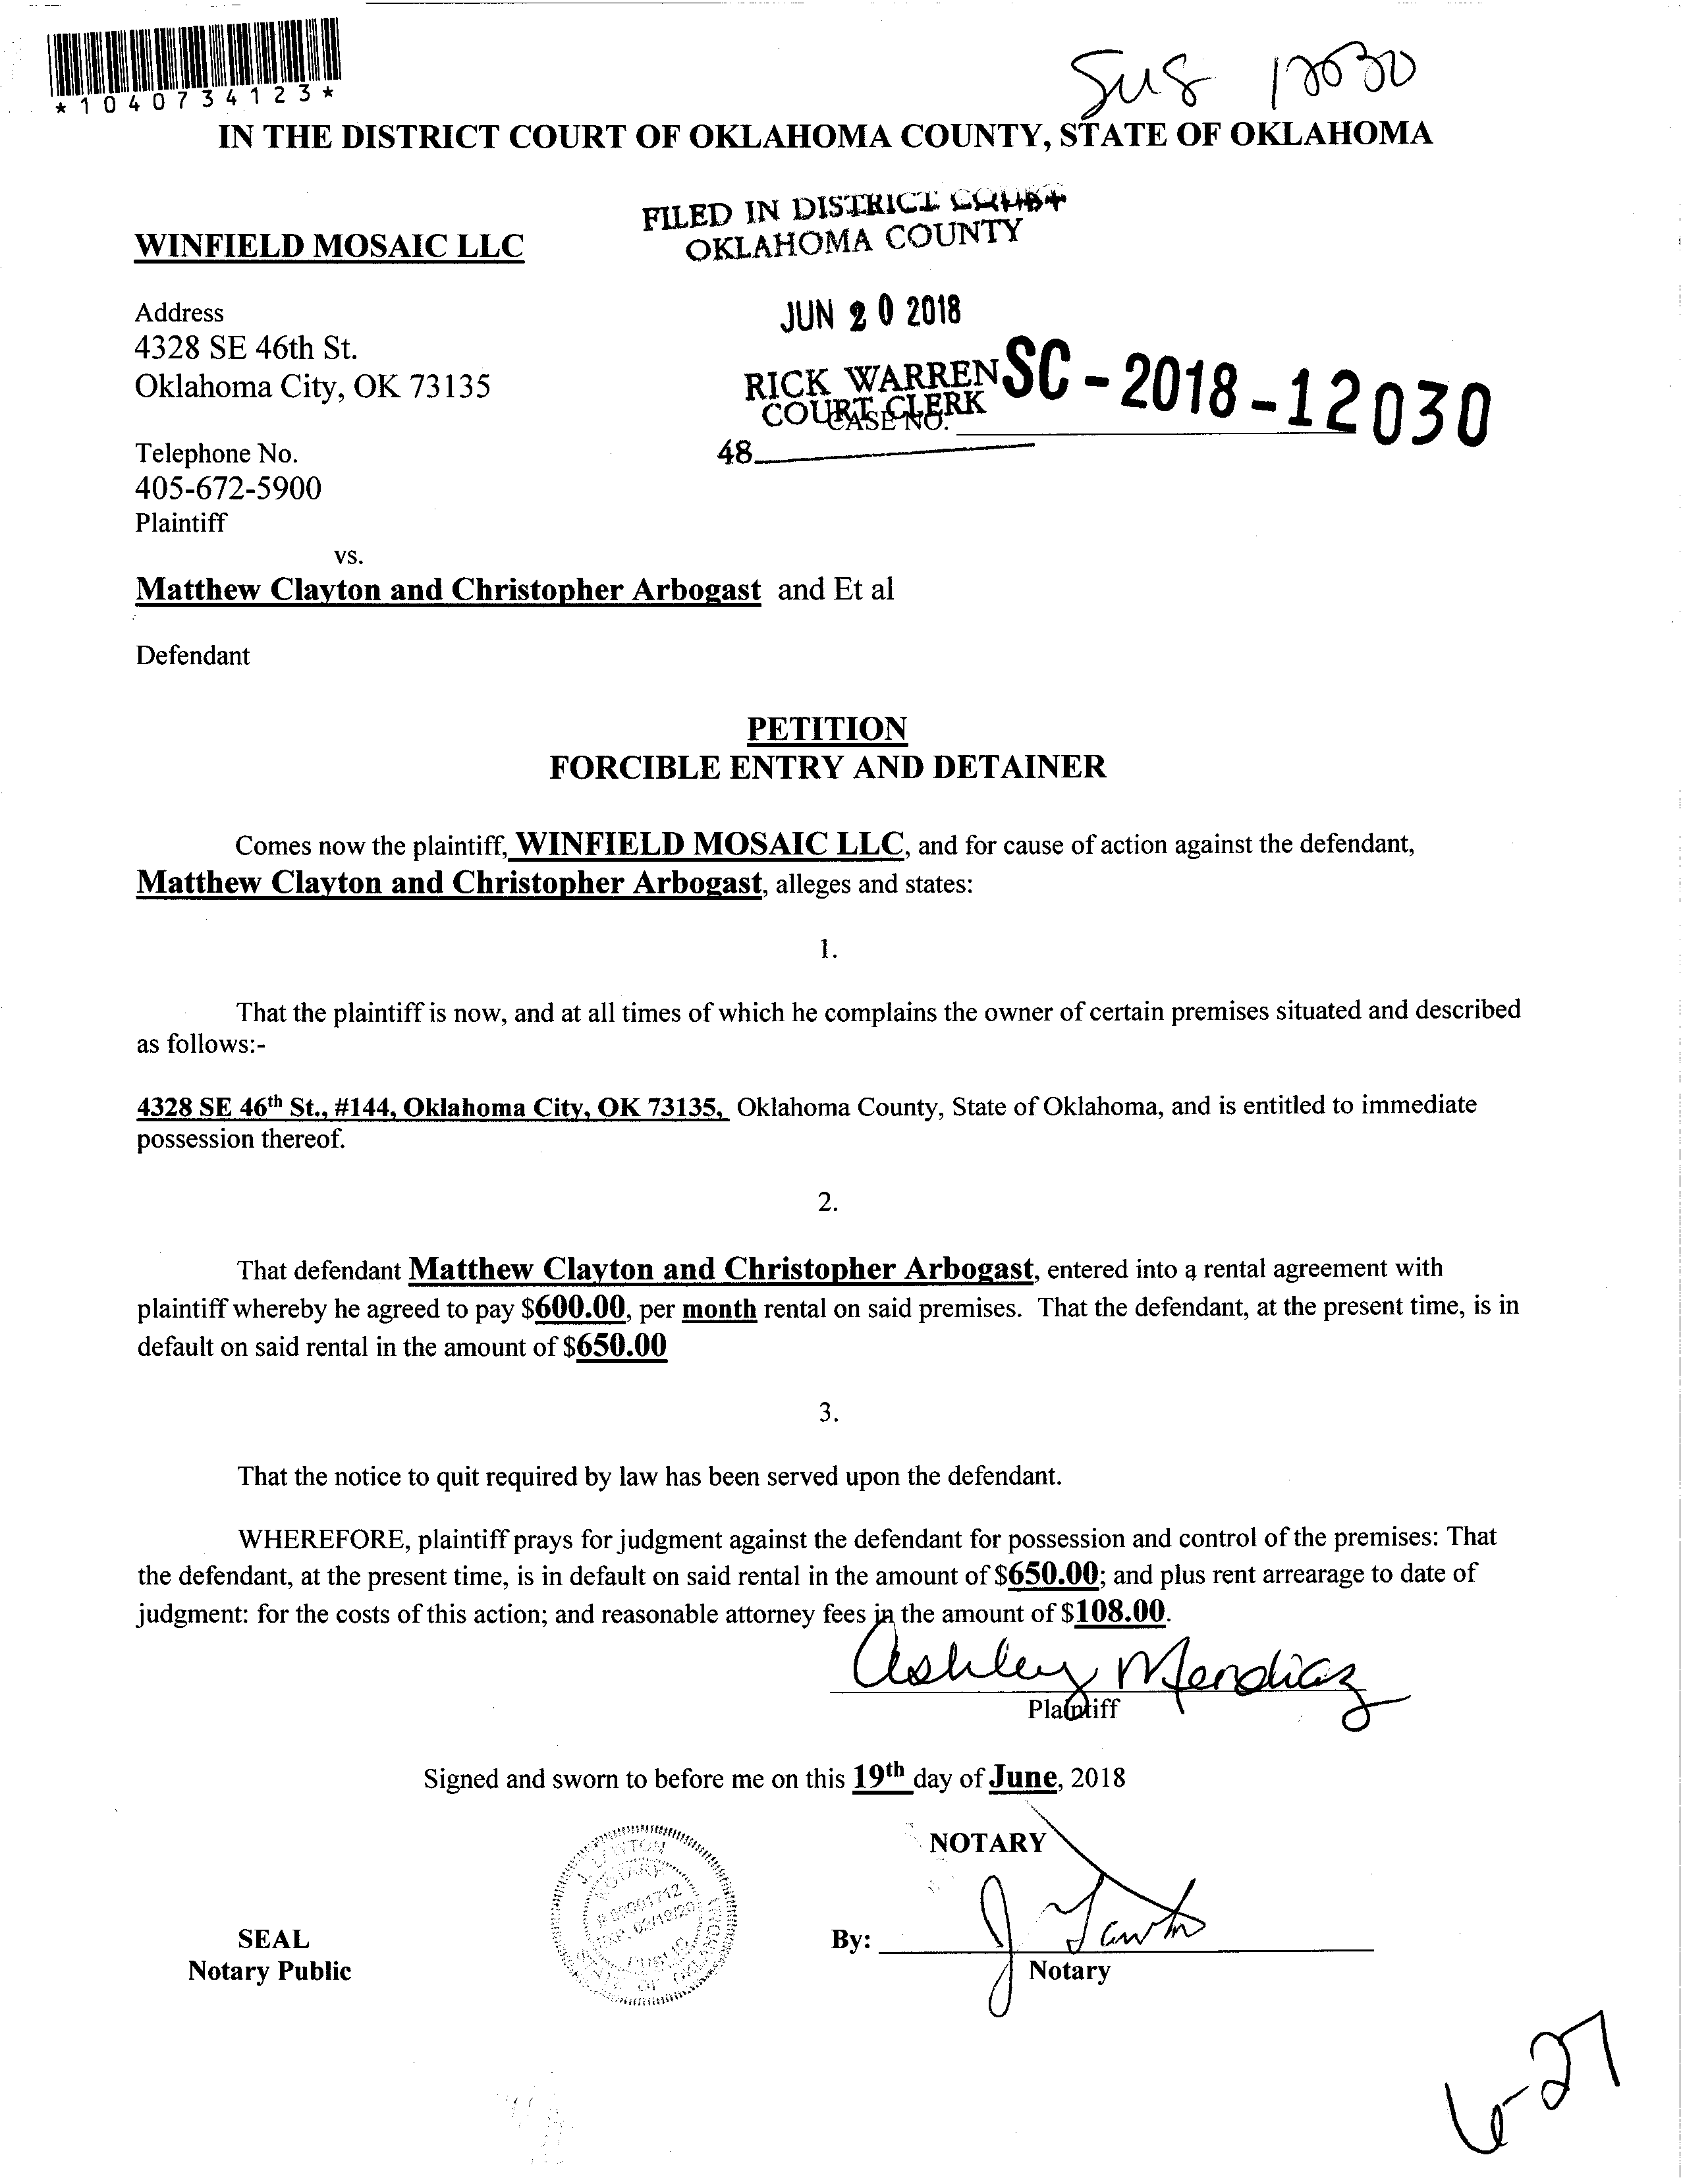 *1040734123*
SUS 12030
IN THE DISTRICT COURT OF OKLAHOMA COUNTY, STATE OF OKLAHOMA
FILED IN DISTRICT COURT
OKLAHOMA COUNTY
WINFIELD MOSAIC LLC
JUN 20 2018
Address
4328 SE 46th St.
Oklahoma City, OK 73135
RICK WARREN
COURT CLERK
CASE NO. SC-2018-12030
48
Telephone No.
405-672-5900
Plaintiff
vs.
Matthew Clayton and Christopher Arbogast and Et al
Defendant
PETITION
FORCIBLE ENTRY AND DETAINER
Comes now the plaintiff, WINFIELD MOSAIC LLC, and for cause of action against the defendant,
Matthew Clayton and Christopher Arbogast, alleges and states:
1.
That the plaintiff is now, and at all times of which he complains the owner of certain premises situated and described
as follows:-
4328 SE 46th St., #144, Oklahoma City, OK 73135, Oklahoma County, State of Oklahoma, and is entitled to immediate
possession thereof.
2.
That defendant Matthew Clayton and Christopher Arbogast, entered into a rental agreement with
plaintiff whereby he agreed to pay $600.00, per month rental on said premises. That the defendant, at the present time, is in
default on said rental in the amount of $650.00
3.
That the notice to quit required by law has been served upon the defendant.
WHEREFORE, plaintiff prays for judgment against the defendant for possession and control of the premises: That
the defendant, at the present time, is in default on said rental in the amount of $650.00; and plus rent arrearage to date of
judgment: for the costs of this action; and reasonable attorney fees in the amount of $108.00.
Ashley Mendiaz
Plaintiff
Signed and sworn to before me on this 19th day of June, 2018
NOTARY
J. LAWTON
NOTARY
PUBLIC
STATE OF OKLAHOMA
SEAL
Notary Public
By: J Lawton
Notary
6-27